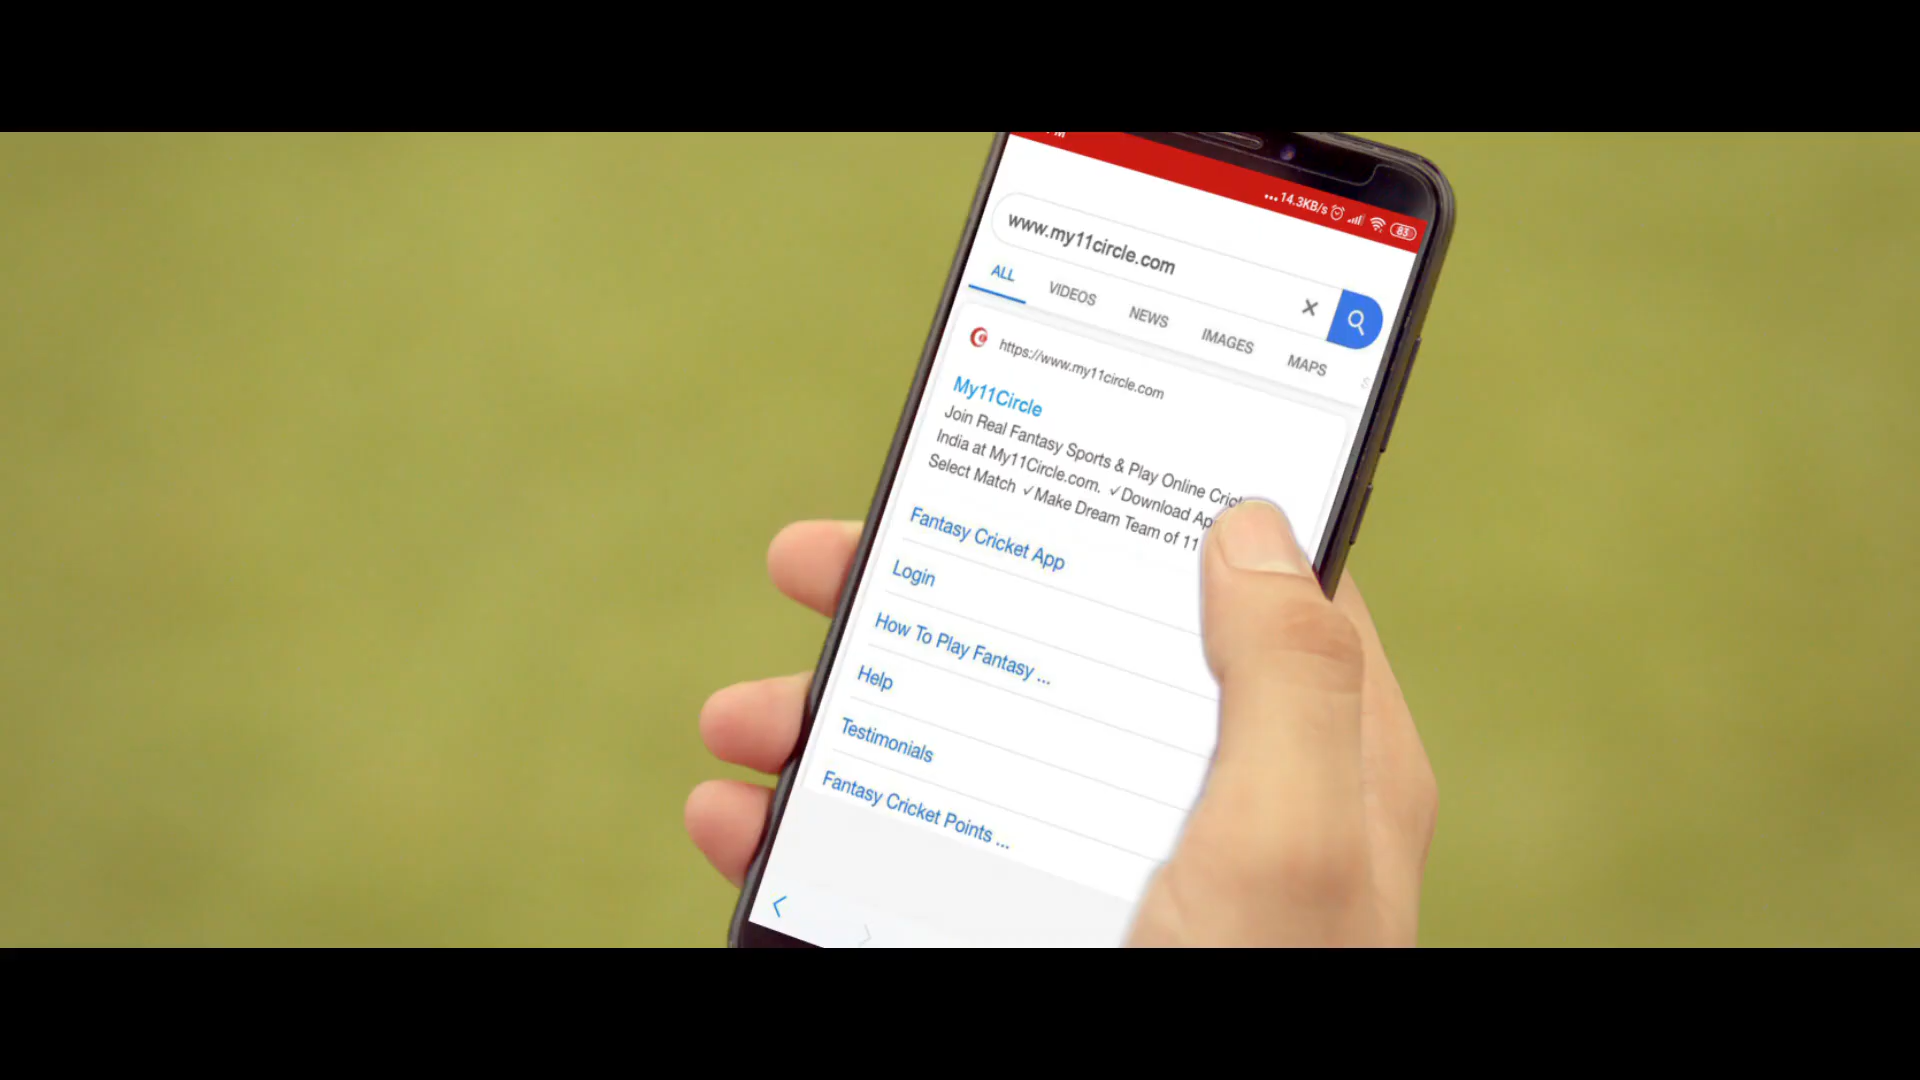 ...14.3KB/s 83
www.my11circle.com
ALL VIDEOS NEWS IMAGES MAPS
https://www.my11circle.com
My11Circle
Join Real Fantasy Sports & Play Online
India at My11Circle.com. ✓Download
Select Match ✓Make Dream Team of 11
Fantasy Cricket App
Login
How To Play Fantasy ...
Help
Testimonials
Fantasy Cricket Points ...